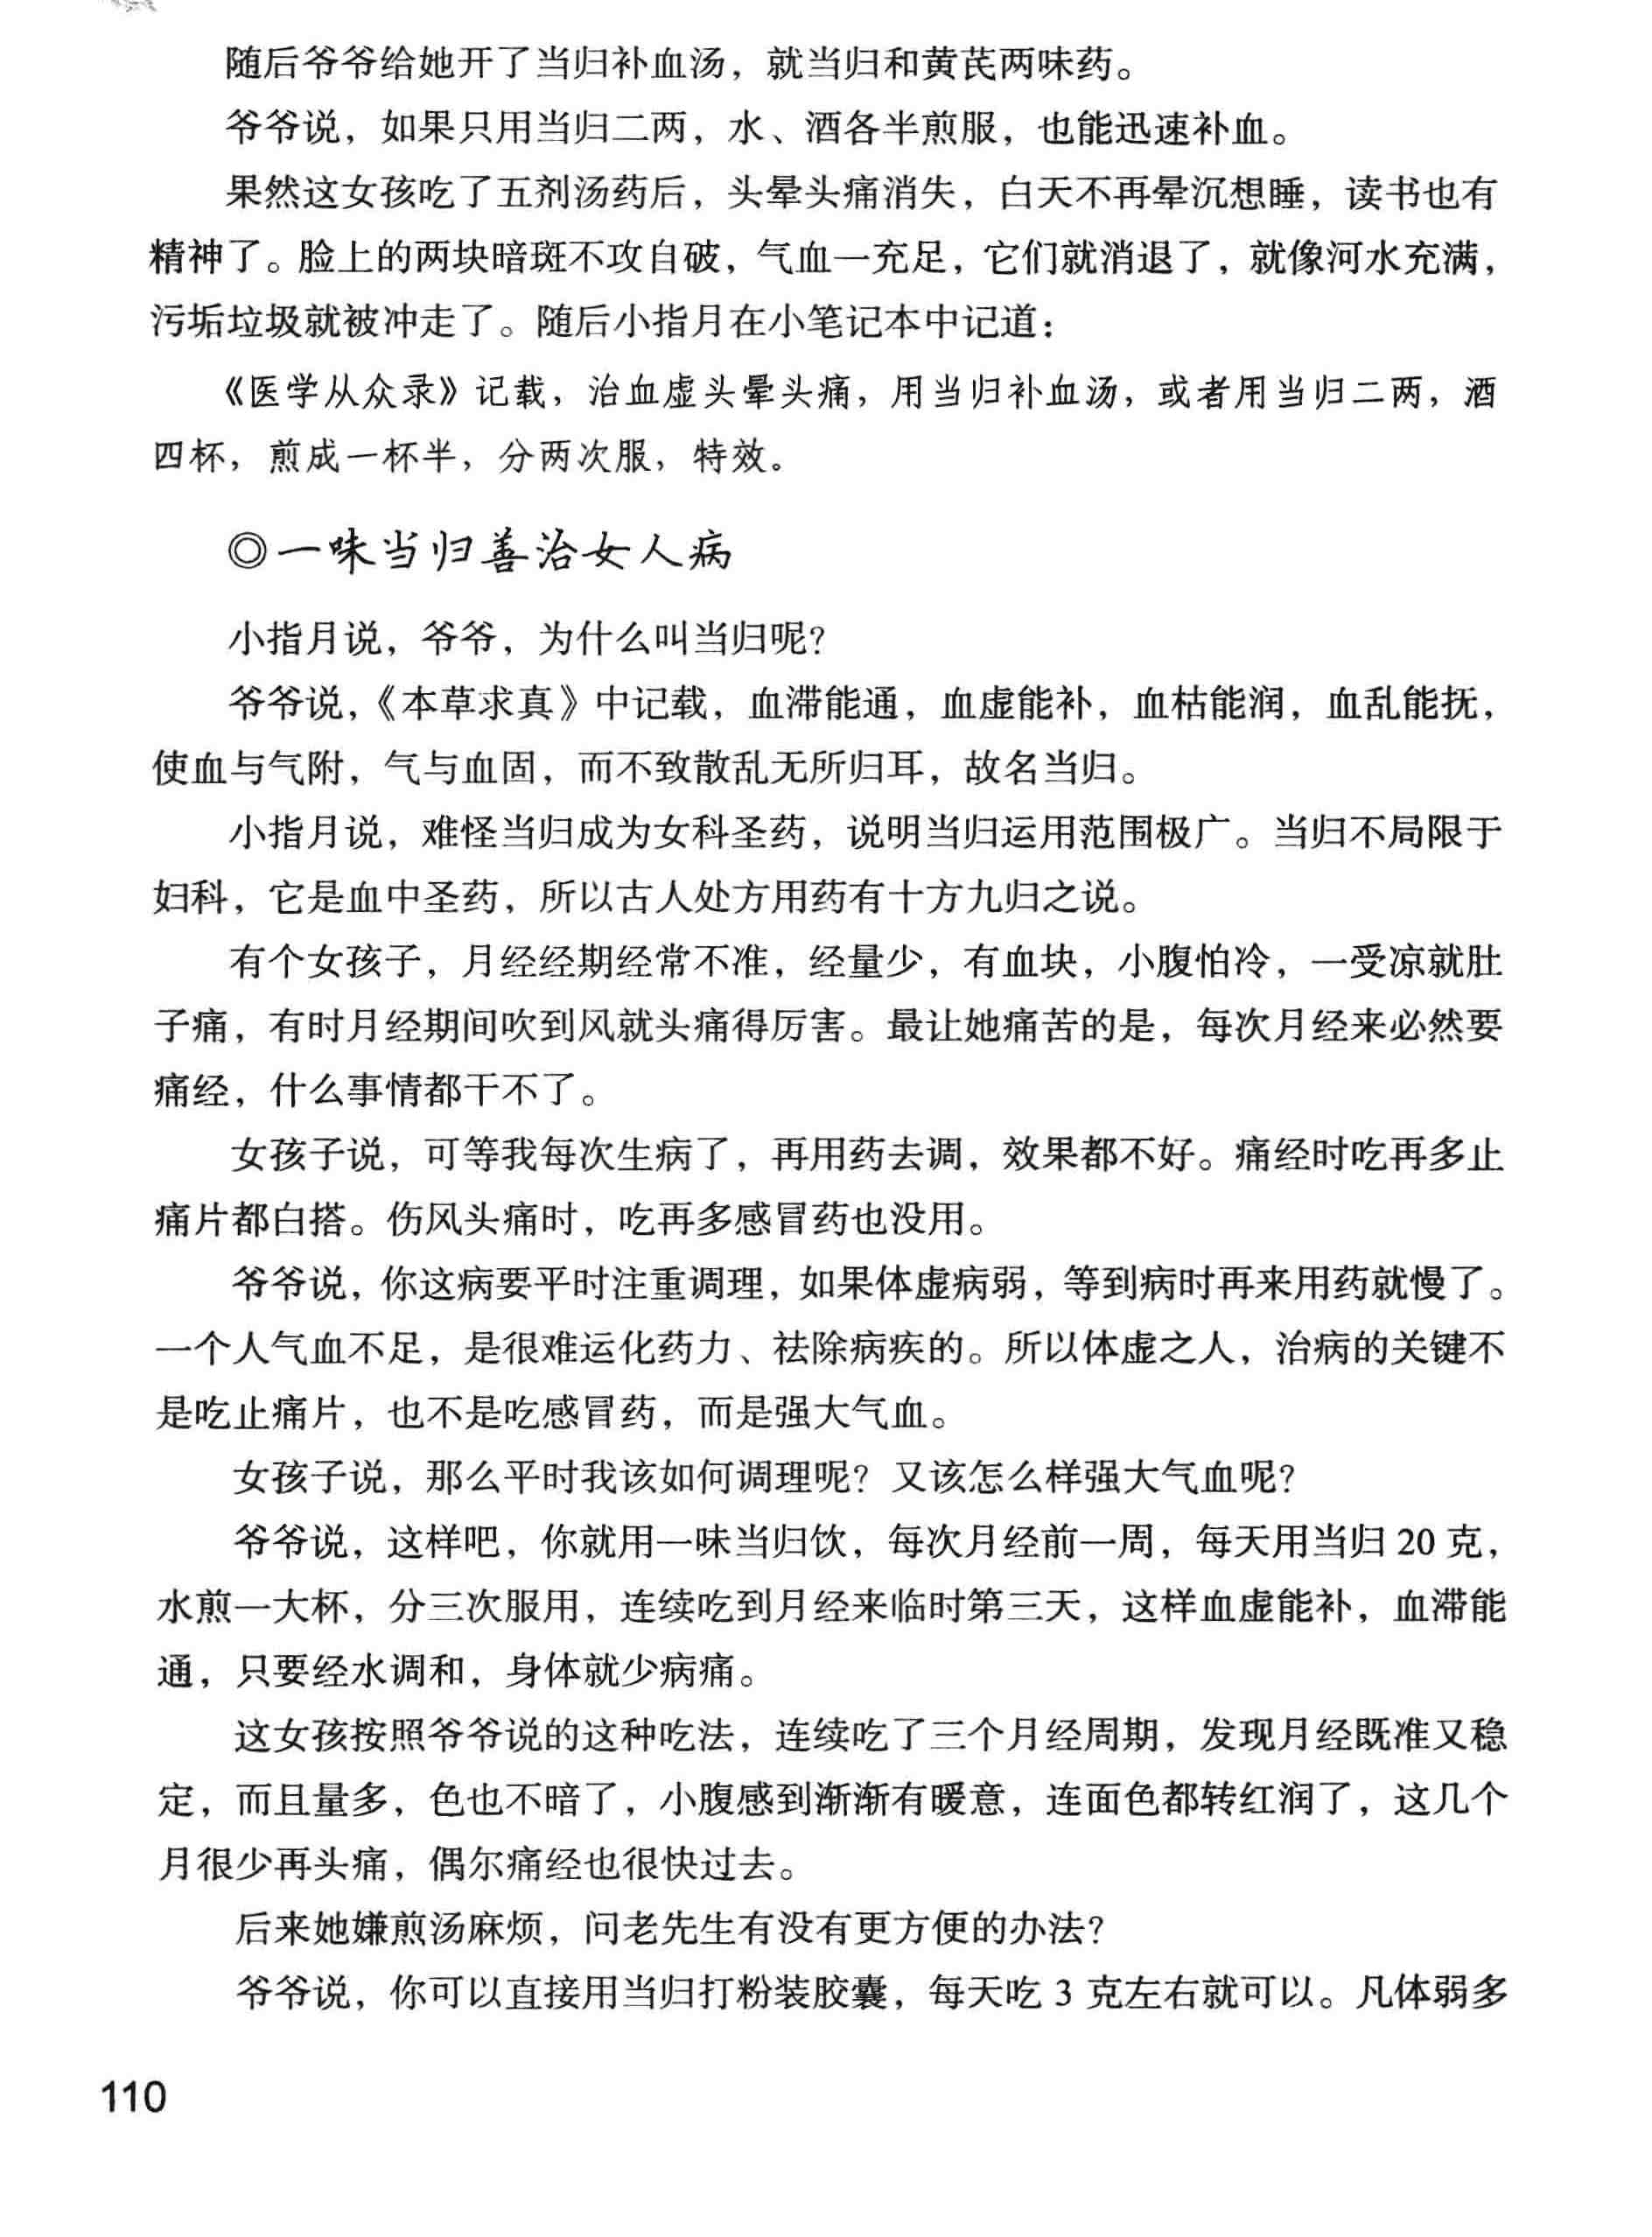 随后爷爷给她开了当归补血汤，就当归和黄芪两味药。
爷爷说，如果只用当归二两，水、酒各半煎服，也能迅速补血。
果然这女孩吃了五剂汤药后，头晕头痛消失，白天不再晕沉想睡，读书也有
精神了。脸上的两块暗斑不攻自破，气血一充足，它们就消退了，就像河水充满，
污垢垃圾就被冲走了。随后小指月在小笔记本中记道：
《医学从众录》记载，治血虚头晕头痛，用当归补血汤，或者用当归二两，酒
四杯，煎成一杯半，分两次服，特效。
◎一味当归善治女人病
小指月说，爷爷，为什么叫当归呢？
爷爷说，《本草求真》中记载，血滞能通，血虚能补，血枯能润，血乱能抚，
使血与气附，气与血固，而不致散乱无所归耳，故名当归。
小指月说，难怪当归成为女科圣药，说明当归运用范围极广。当归不局限于
妇科，它是血中圣药，所以古人处方用药有十方九归之说。
有个女孩子，月经经期经常不准，经量少，有血块，小腹怕冷，一受凉就肚
子痛，有时月经期间吹到风就头痛得厉害。最让她痛苦的是，每次月经来必然要
痛经，什么事情都干不了。
女孩子说，可等我每次生病了，再用药去调，效果都不好。痛经时吃再多止
痛片都白搭。伤风头痛时，吃再多感冒药也没用。
爷爷说，你这病要平时注重调理，如果体虚病弱，等到病时再来用药就慢了。
一个人气血不足，是很难运化药力、祛除病疾的。所以体虚之人，治病的关键不
是吃止痛片，也不是吃感冒药，而是强大气血。
女孩子说，那么平时我该如何调理呢？又该怎么样强大气血呢？
爷爷说，这样吧，你就用一味当归饮，每次月经前一周，每天用当归 20 克，
水煎一大杯，分三次服用，连续吃到月经来临时第三天，这样血虚能补，血滞能
通，只要经水调和，身体就少病痛。
这女孩按照爷爷说的这种吃法，连续吃了三个月经周期，发现月经既准又稳
定，而且量多，色也不暗了，小腹感到渐渐有暖意，连面色都转红润了，这几个
月很少再头痛，偶尔痛经也很快过去。
后来她嫌煎汤麻烦，问老先生有没有更方便的办法？
爷爷说，你可以直接用当归打粉装胶囊，每天吃 3 克左右就可以。凡体弱多
110